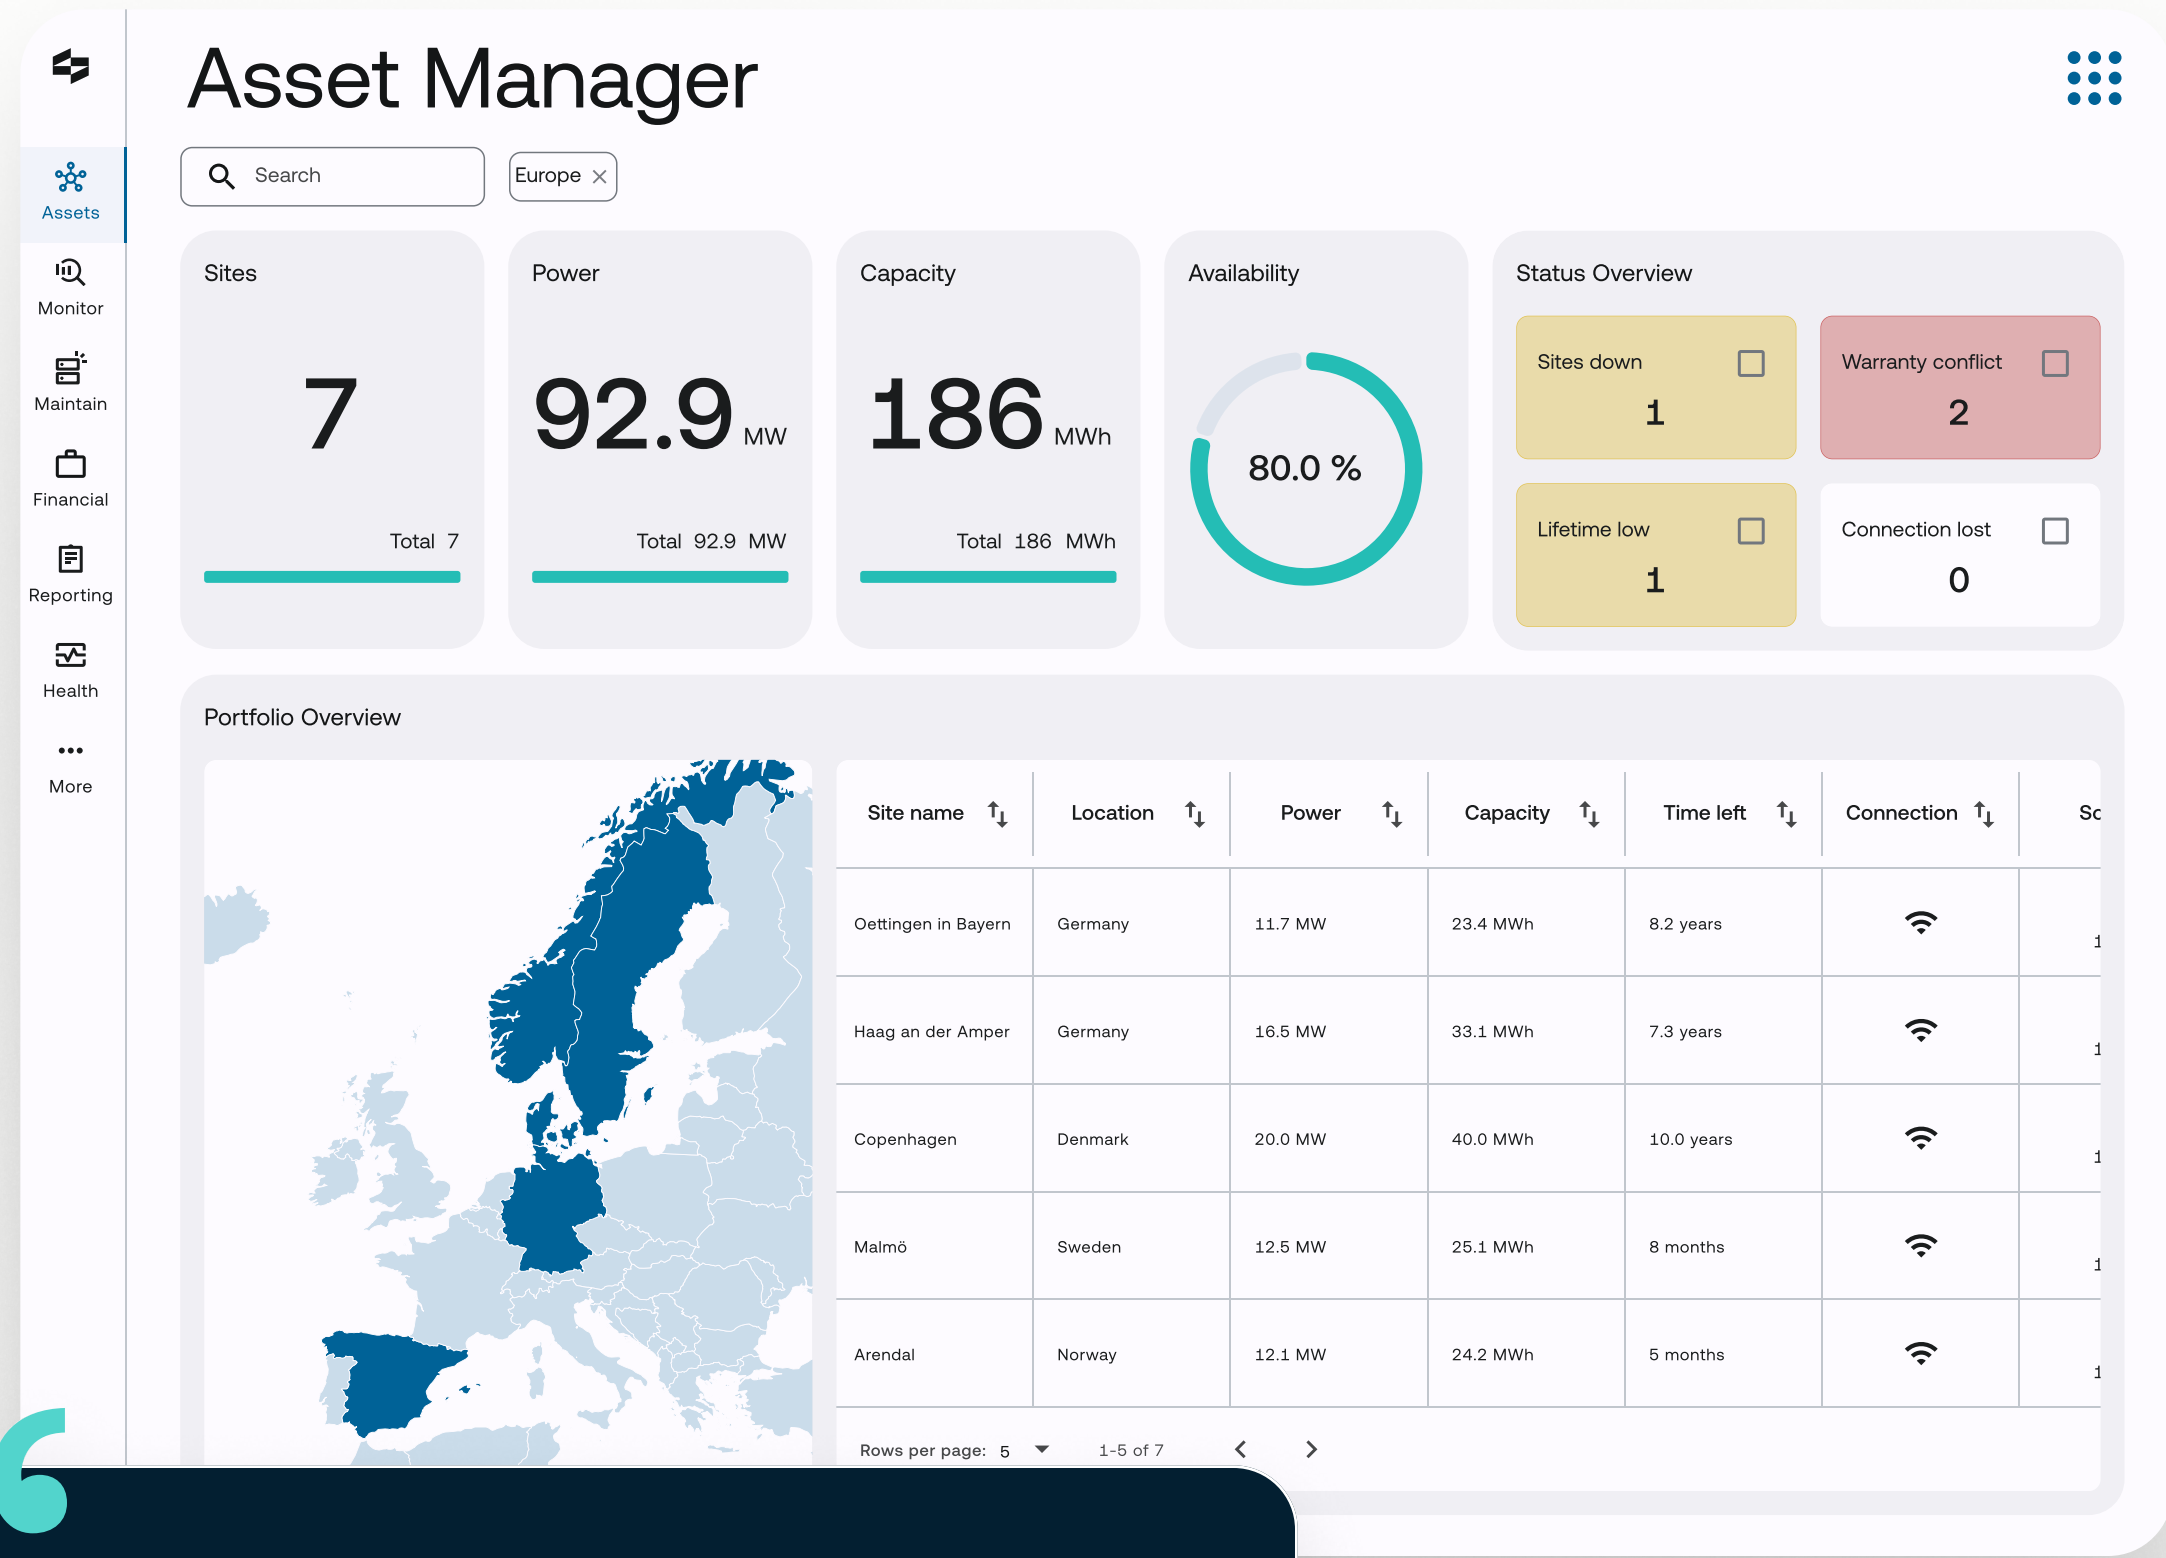 Asset Manager
Search
Europe
Assets
Monitor
Maintain
Financial
Reporting
Health
More
Sites
7
Total 7
Power
92.9 MW
Total 92.9 MW
Capacity
186 MWh
Total 186 MWh
Availability
80.0 %
Status Overview
Sites down
1
Warranty conflict
2
Lifetime low
1
Connection lost
0
Portfolio Overview
Site name Location Power Capacity Time left Connection
Oettingen in Bayern Germany 11.7 MW 23.4 MWh 8.2 years
Haag an der Amper Germany 16.5 MW 33.1 MWh 7.3 years
Copenhagen Denmark 20.0 MW 40.0 MWh 10.0 years
Malmö Sweden 12.5 MW 25.1 MWh 8 months
Arendal Norway 12.1 MW 24.2 MWh 5 months
Rows per page: 5 1-5 of 7